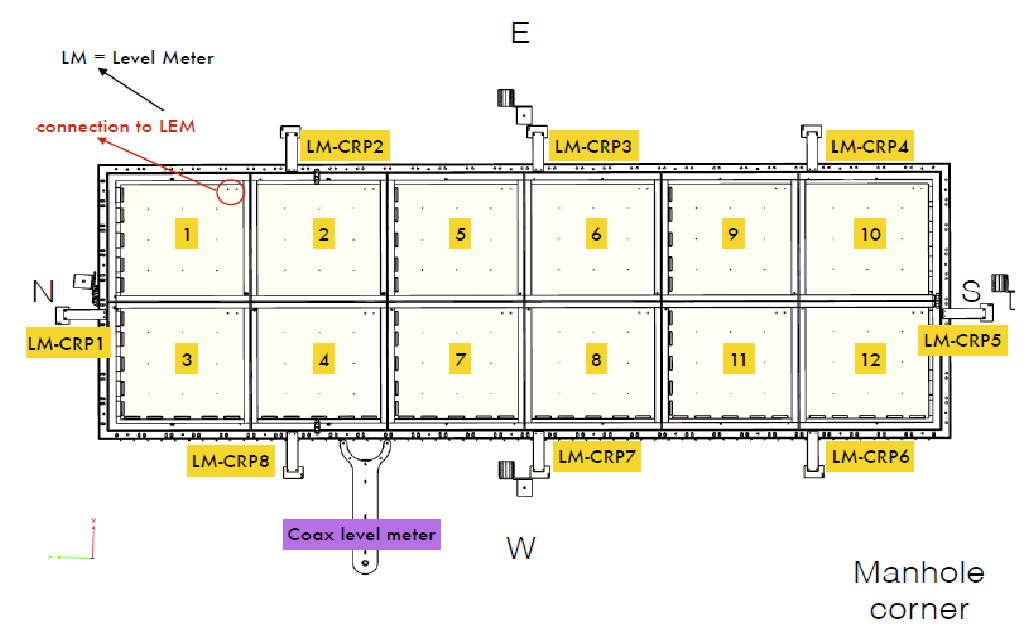 E
LM = Level Meter
connection to LEM
LM-CRP2
LM-CRP3
LM-CRP4
1
2
5
6
9
10
N
S
LM-CRP1
LM-CRP5
3
4
7
8
11
12
LM-CRP8
LM-CRP7
LM-CRP6
Coax level meter
W
Manhole
corner